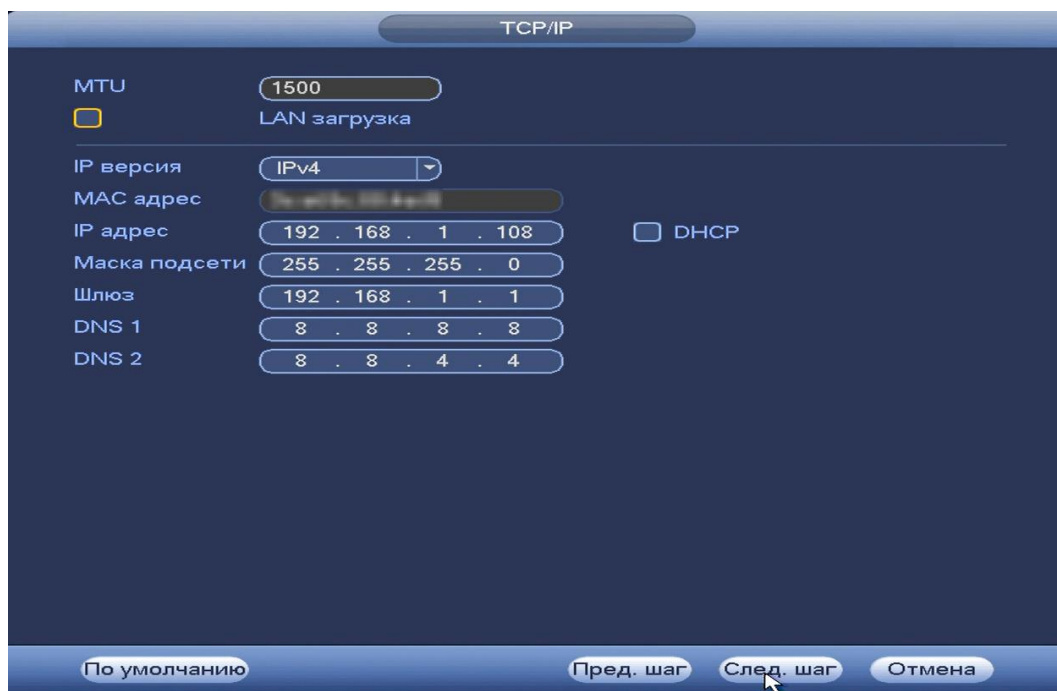 TCP/IP
MTU 1500
LAN загрузка
IP версия IPv4
MAC адрес
IP адрес 192 . 168 . 1 . 108 DHCP
Маска подсети 255 . 255 . 255 . 0
Шлюз 192 . 168 . 1 . 1
DNS 1 8 . 8 . 8 . 8
DNS 2 8 . 8 . 4 . 4
По умолчанию Пред. шаг След. шаг Отмена